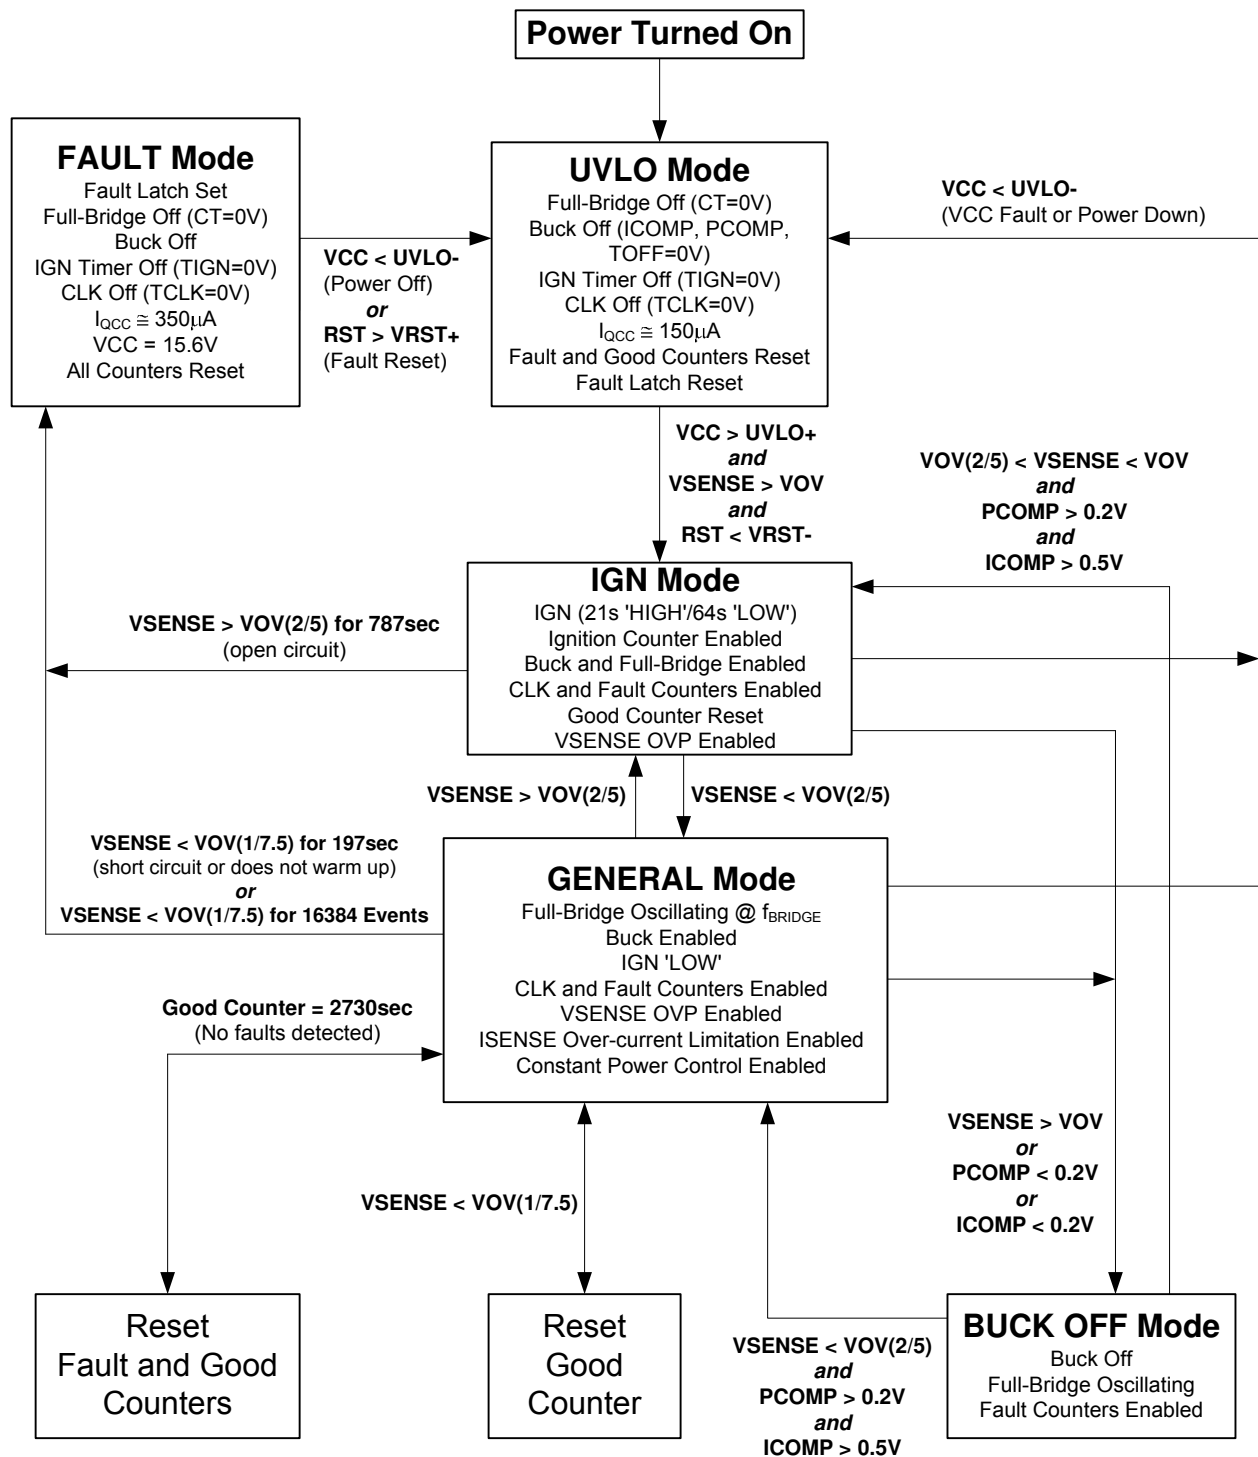 Power Turned On
FAULT Mode
Fault Latch Set
Full-Bridge Off (CT=0V)
Buck Off
IGN Timer Off (TIGN=0V)
CLK Off (TCLK=0V)
IQCC ≅ 350µA
VCC = 15.6V
All Counters Reset
VCC < UVLO-
(Power Off)
or
RST > VRST+
(Fault Reset)
UVLO Mode
Full-Bridge Off (CT=0V)
Buck Off (ICOMP, PCOMP,
TOFF=0V)
IGN Timer Off (TIGN=0V)
CLK Off (TCLK=0V)
IQCC ≅ 150µA
Fault and Good Counters Reset
Fault Latch Reset
VCC < UVLO-
(VCC Fault or Power Down)
VCC > UVLO+
and
VSENSE > VOV
and
RST < VRST-
VOV(2/5) < VSENSE < VOV
and
PCOMP > 0.2V
and
ICOMP > 0.5V
IGN Mode
IGN (21s 'HIGH'/64s 'LOW')
Ignition Counter Enabled
Buck and Full-Bridge Enabled
CLK and Fault Counters Enabled
Good Counter Reset
VSENSE OVP Enabled
VSENSE > VOV(2/5) for 787sec
(open circuit)
VSENSE > VOV(2/5)
VSENSE < VOV(2/5)
VSENSE < VOV(1/7.5) for 197sec
(short circuit or does not warm up)
or
VSENSE < VOV(1/7.5) for 16384 Events
GENERAL Mode
Full-Bridge Oscillating @ fBRIDGE
Buck Enabled
IGN 'LOW'
CLK and Fault Counters Enabled
VSENSE OVP Enabled
ISENSE Over-current Limitation Enabled
Constant Power Control Enabled
Good Counter = 2730sec
(No faults detected)
VSENSE < VOV(1/7.5)
VSENSE > VOV
or
PCOMP < 0.2V
or
ICOMP < 0.2V
Reset
Fault and Good
Counters
Reset
Good
Counter
VSENSE < VOV(2/5)
and
PCOMP > 0.2V
and
ICOMP > 0.5V
BUCK OFF Mode
Buck Off
Full-Bridge Oscillating
Fault Counters Enabled